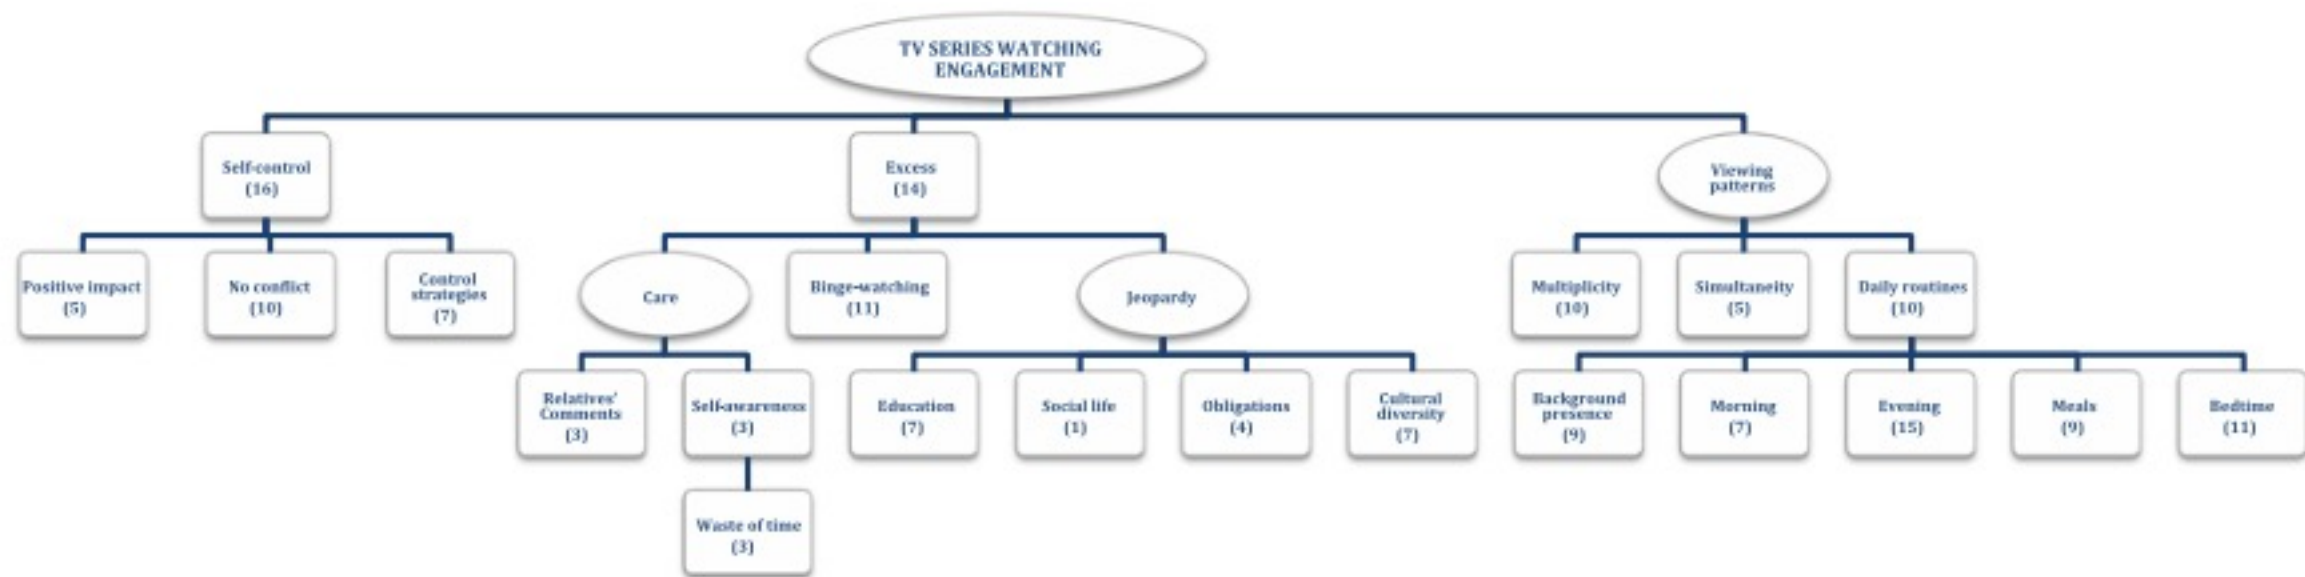 TV SERIES WATCHING
ENGAGEMENT
Self-control
(16)
Excess
(14)
Viewing
patterns
Positive impact
(5)
No conflict
(10)
Control
strategies
(7)
Care
Binge-watching
(11)
Jeopardy
Multiplicity
(10)
Simultaneity
(5)
Daily routines
(10)
Relatives'
Comments
(3)
Self-awareness
(3)
Education
(7)
Social life
(1)
Obligations
(4)
Cultural
diversity
(7)
Background
presence
(9)
Morning
(7)
Evening
(15)
Meals
(9)
Bedtime
(11)
Waste of time
(3)